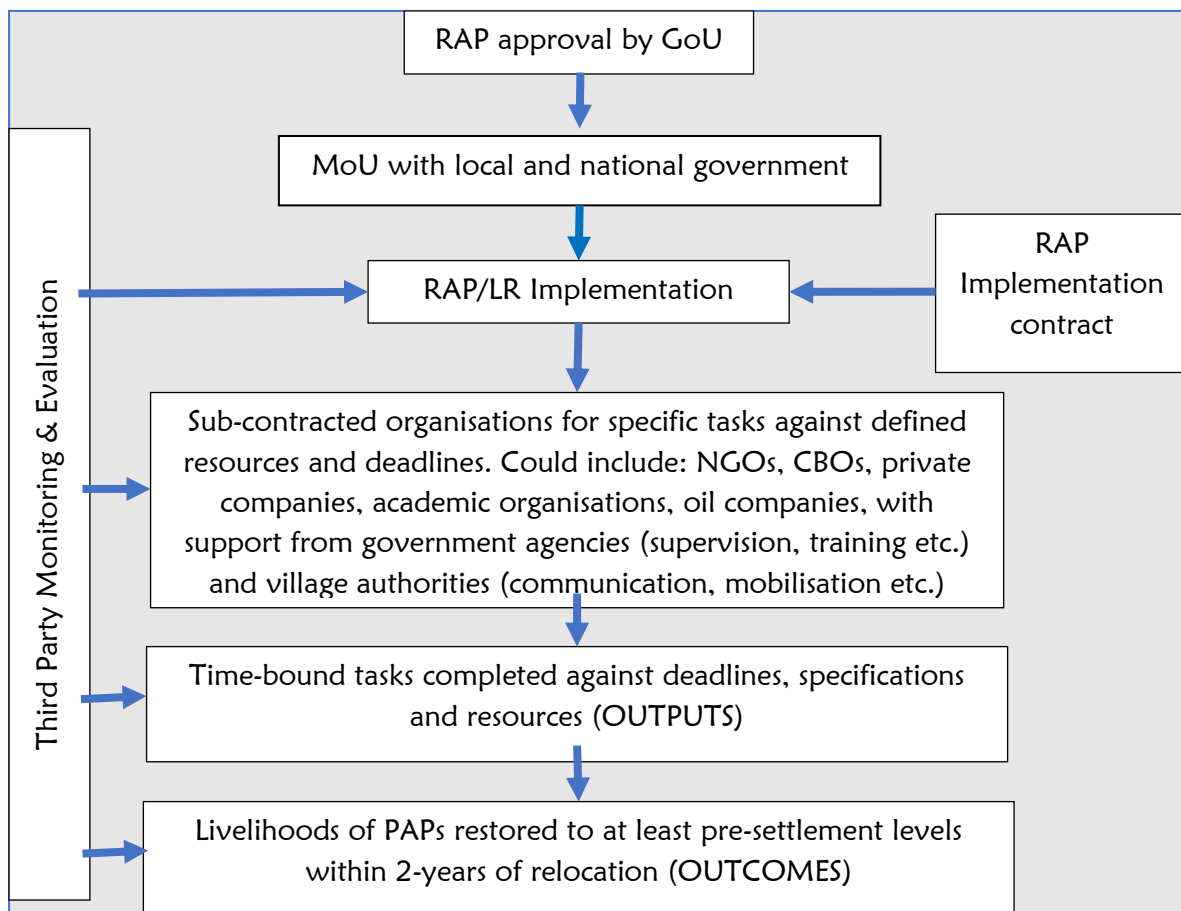 RAP approval by GoU
MoU with local and national government
RAP/LR Implementation
RAP
Implementation
contract
Third Party Monitoring & Evaluation
Sub-contracted organisations for specific tasks against defined
resources and deadlines. Could include: NGOs, CBOs, private
companies, academic organisations, oil companies, with
support from government agencies (supervision, training etc.)
and village authorities (communication, mobilisation etc.)
Time-bound tasks completed against deadlines, specifications
and resources (OUTPUTS)
Livelihoods of PAPs restored to at least pre-settlement levels
within 2-years of relocation (OUTCOMES)